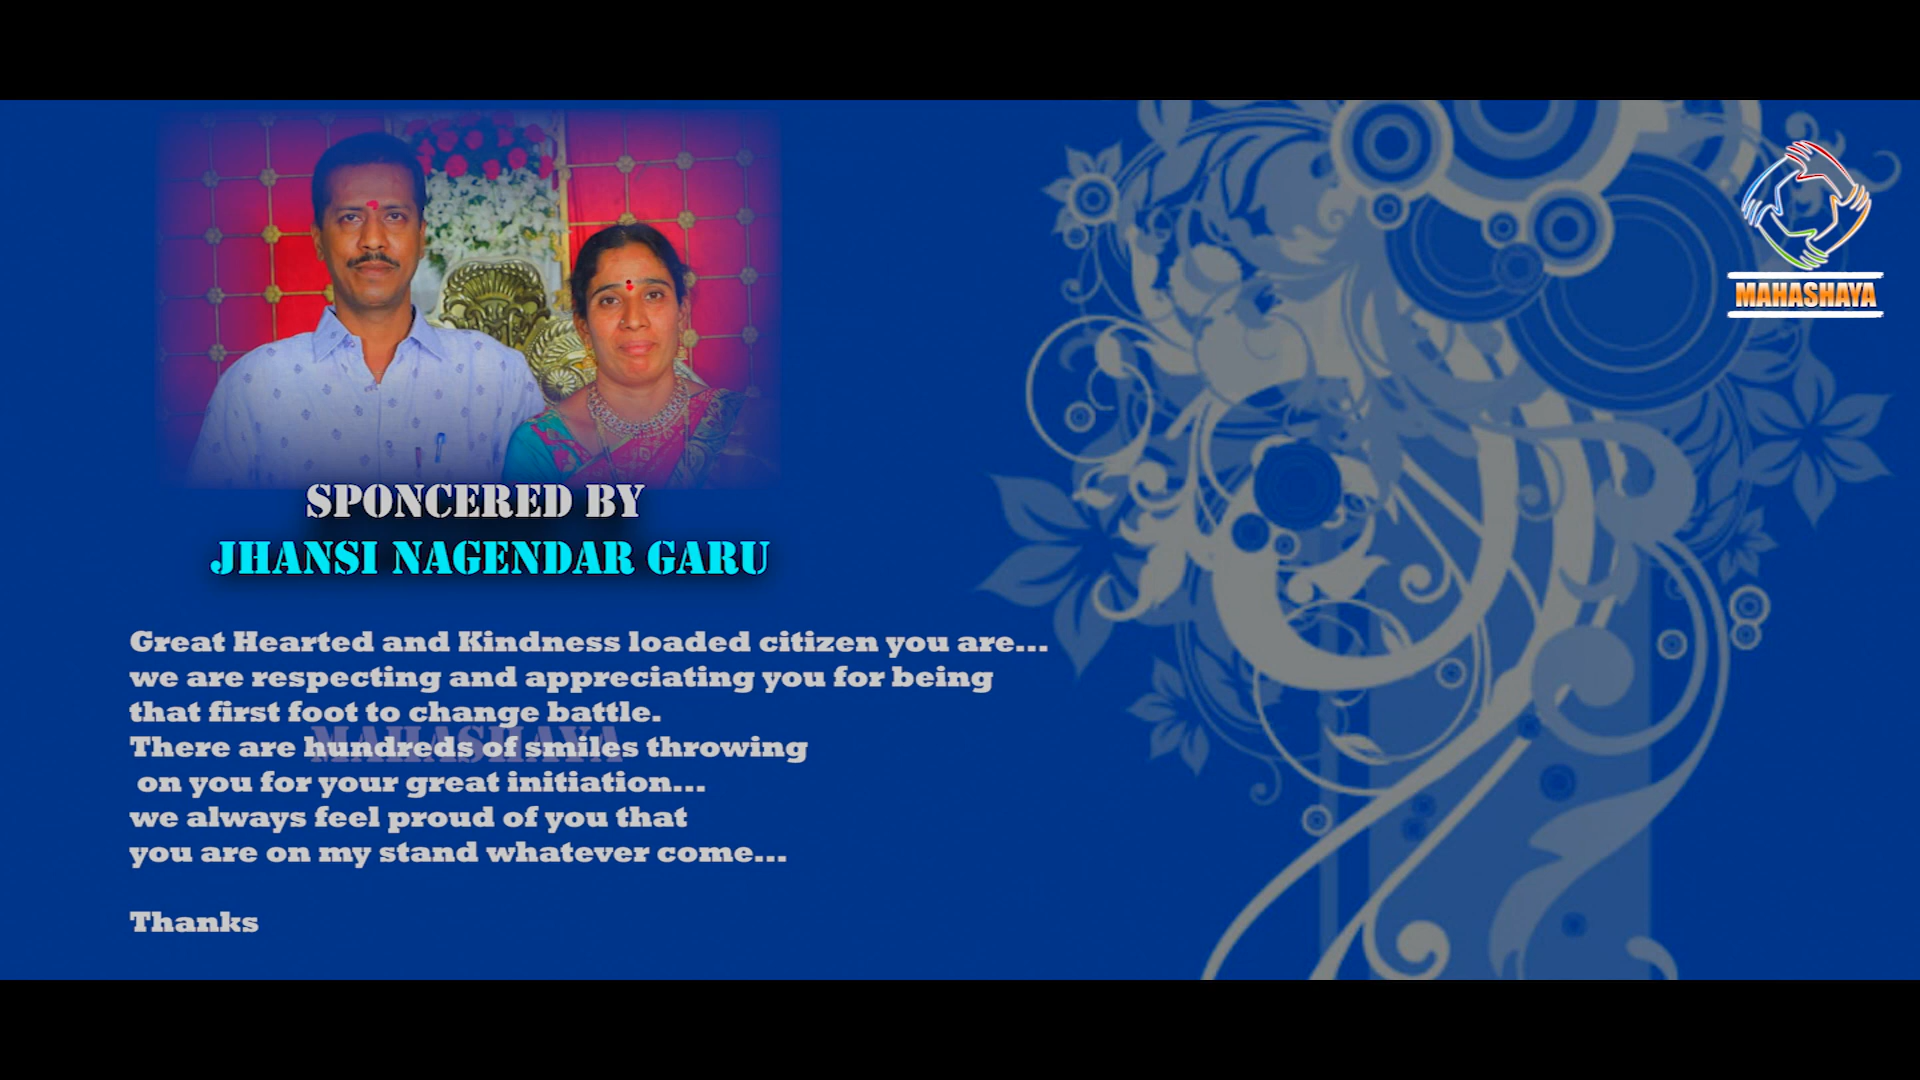 MAHASHAYA
SPONCERED BY
JHANSI NAGENDAR GARU
Great Hearted and Kindness loaded citizen you are...
we are respecting and appreciating you for being
that first foot to change battle.
There are hundreds of smiles throwing
on you for your great initiation...
we always feel proud of you that
you are on my stand whatever come...
Thanks
MAHASHAYA